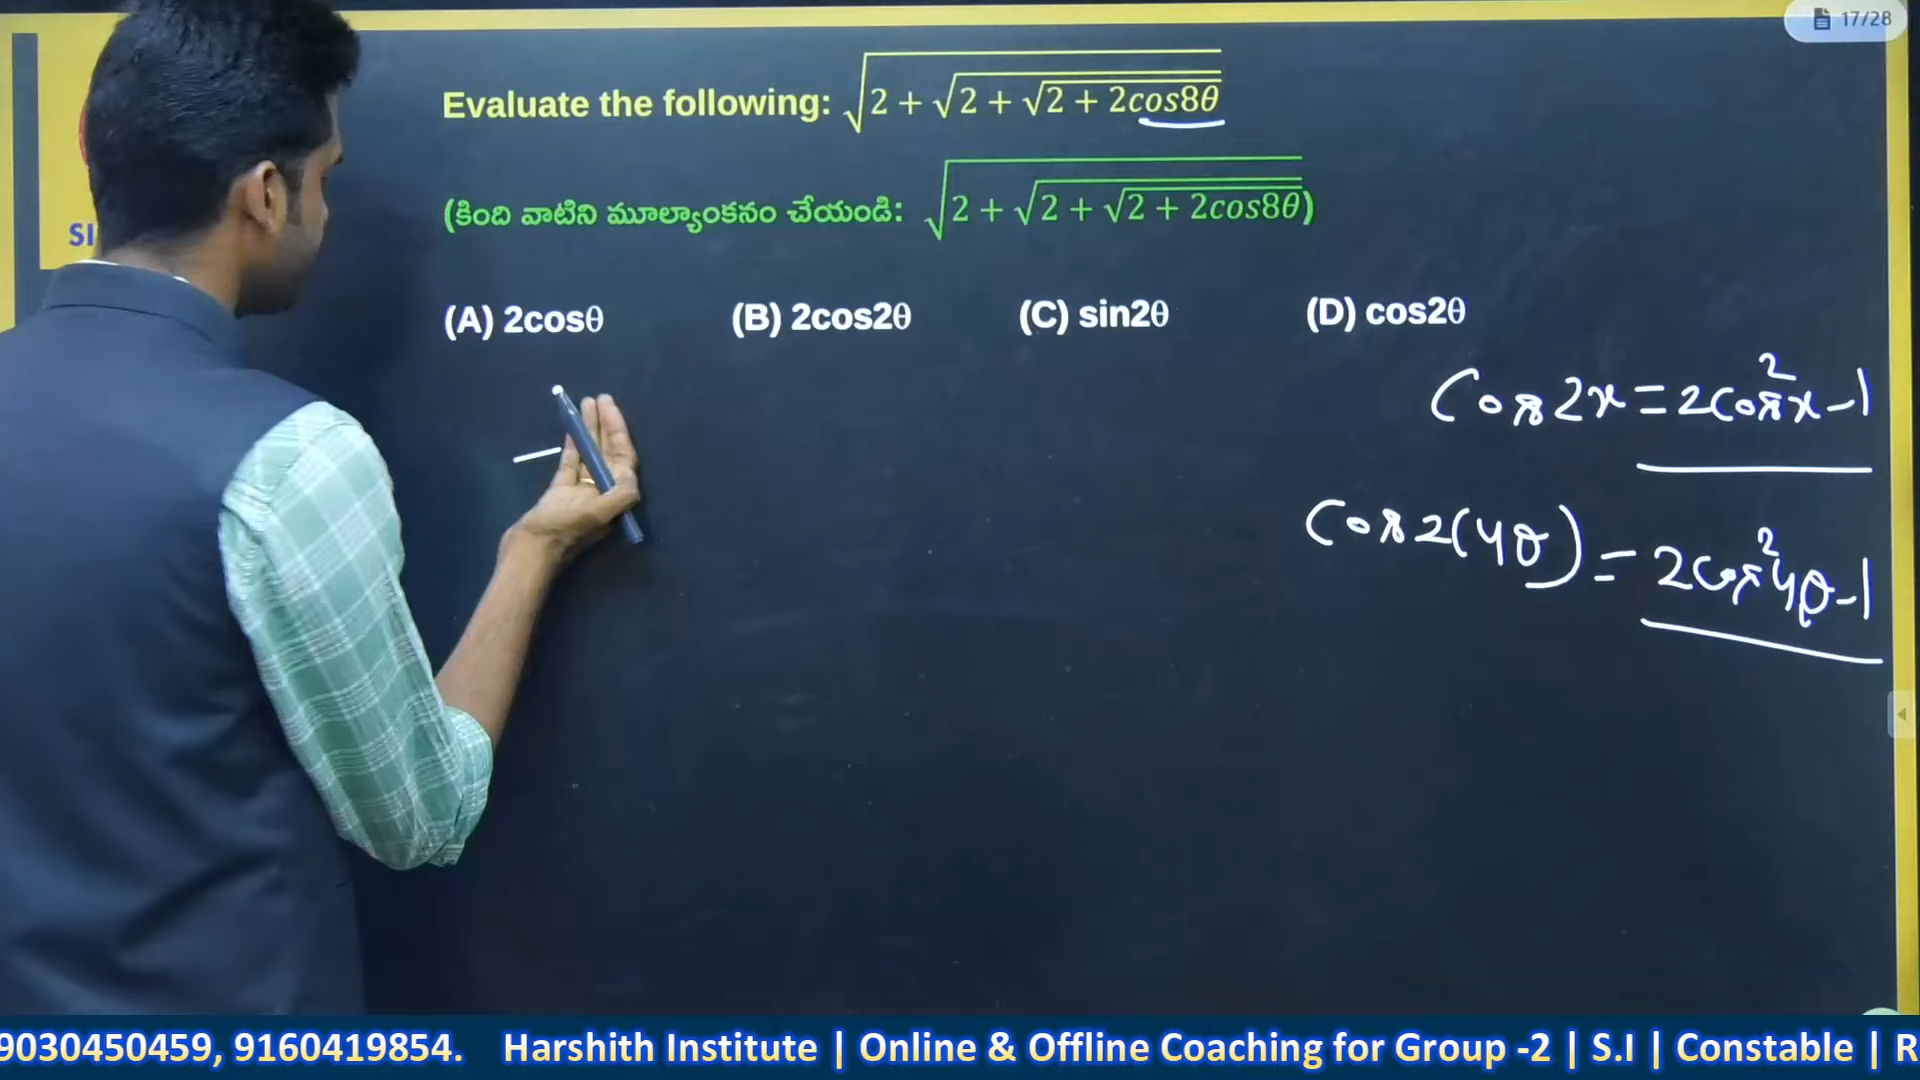 17/28
Evaluate the following: √(2 + √(2 + √(2 + 2cos8θ)))
(కింది వాటిని మూల్యాంకనం చేయండి: √(2 + √(2 + √(2 + 2cos8θ))))
SI
(A) 2cosθ (B) 2cos2θ (C) sin2θ (D) cos2θ
Cos2x = 2cos²x-1
Cos2(4θ) = 2cos²4θ-1
9030450459, 9160419854. Harshith Institute | Online & Offline Coaching for Group -2 | S.I | Constable | R